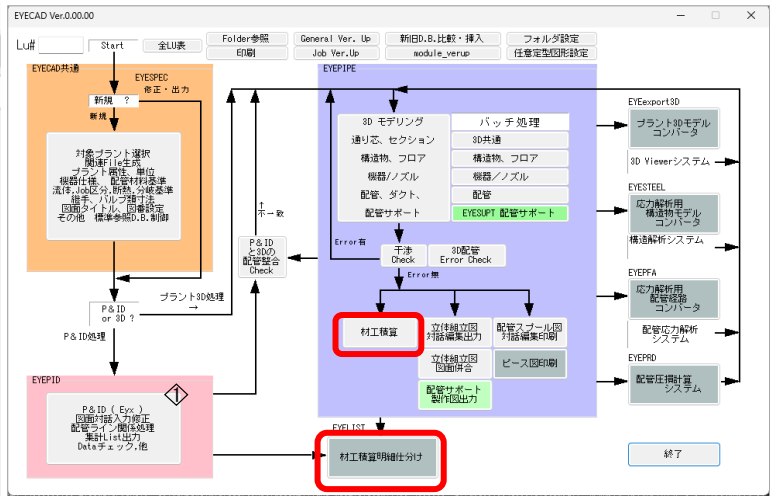 EYECAD Ver.0.00.00
Lu#
Start
全LU表
Folder参照
General Ver. Up
新旧D.B.比較・挿入
フォルダ設定
印刷
Job Ver.Up
module_verup
任意定型図形設定
EYECAD共通
EYESPEC
修正・出力
新規 ?
新規
対象プラント選択
関連File生成
プラント属性、単位
機器仕様、 配管材料基準
流体,Job区分,断熱,分岐基準
継手、バルブ類寸法
図面タイトル、図番設定
その他 標準参照D.B.制御
P&ID
or 3D ?
プラント3D処理
→
P&ID処理
EYEPID
1
P&ID ( Eyx )
図面対話入力修正
配管ライン関係処理
集計List出力
Dataチェック,他
↑
不一致
P&ID
と3Dの
配管整合
Check
EYEPIPE
3D モデリング
通り芯、セクション
構造物、フロア
機器/ノズル
配管、ダクト、
配管サポート
バッチ処理
3D共通
構造物、フロア
機器/ノズル
配管
EYESUPT 配管サポート
Error有
干渉
Check
3D配管
Error Check
Error無
材工積算
立体組立図
対話編集出力
配管スプール図
対話編集印刷
立体組立図
図面併合
ピース図印刷
配管サポート
製作図出力
EYELIST
材工積算明細仕分け
EYEexport3D
プラント3Dモデル
コンバータ
3D Viewerシステム
EYESTEEL
応力解析用
構造物モデル
コンバータ
構造解析システム
EYEPFA
応力解析用
配管経路
コンバータ
配管応力解析
システム
EYEPRD
配管圧損計算
システム
終了